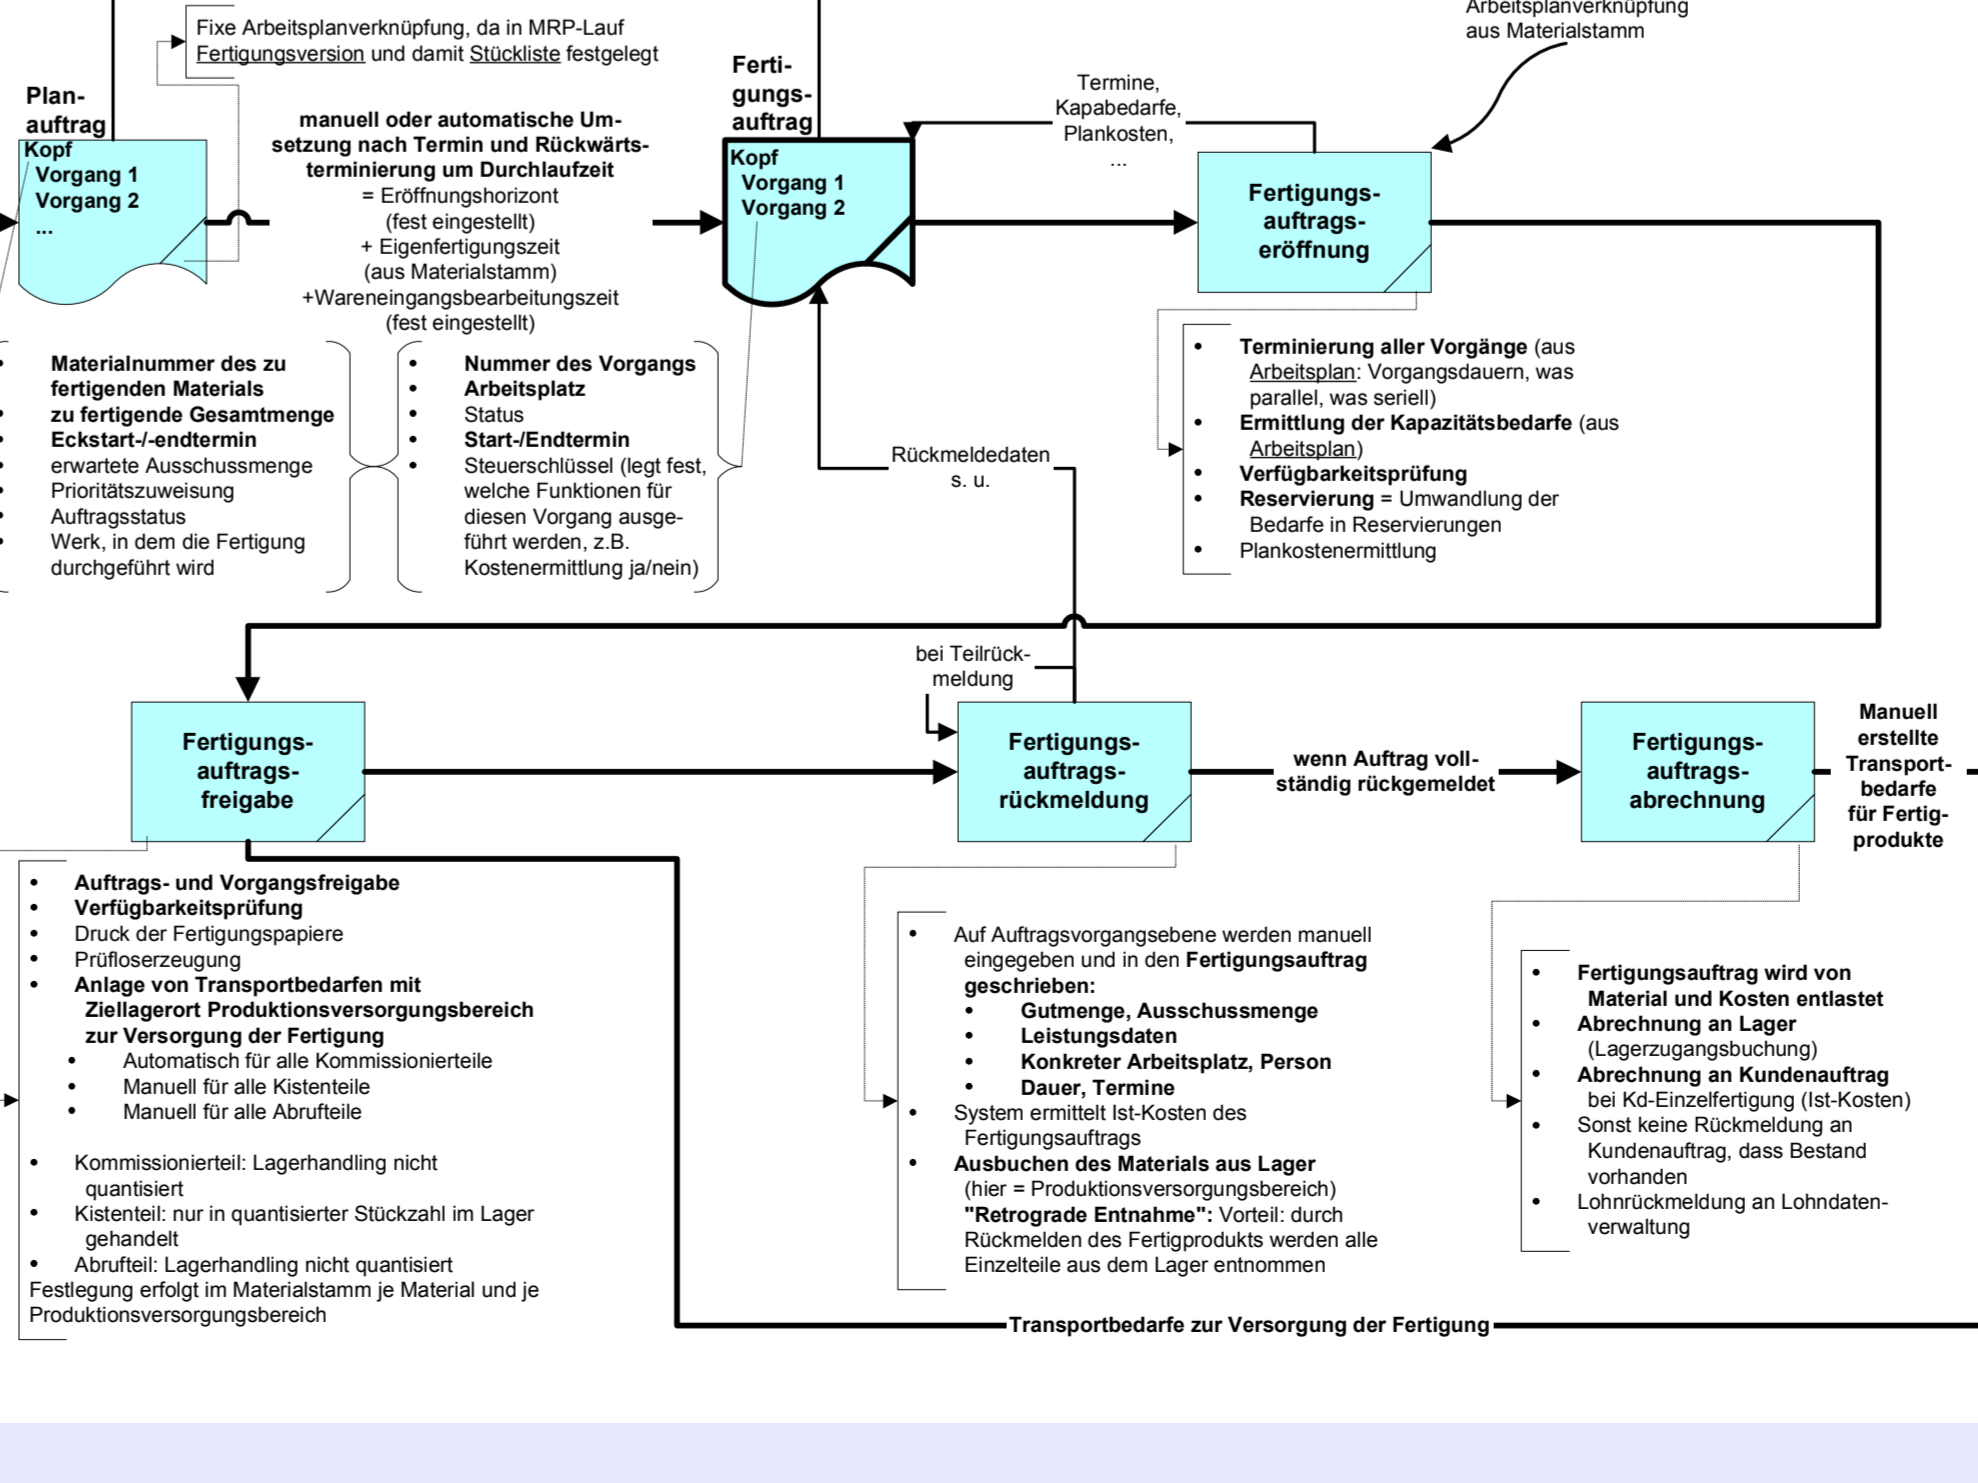 Fixe Arbeitsplanverknüpfung, da in MRP-Lauf
Fertigungsversion und damit Stückliste festgelegt
Arbeitsplanverknüpfung
aus Materialstamm
Plan-
auftrag
Kopf
Vorgang 1
Vorgang 2
...
manuell oder automatische Um-
setzung nach Termin und Rückwärts-
terminierung um Durchlaufzeit
= Eröffnungshorizont
(fest eingestellt)
+ Eigenfertigungszeit
(aus Materialstamm)
+Wareneingangsbearbeitungszeit
(fest eingestellt)
Ferti-
gungs-
auftrag
Kopf
Vorgang 1
Vorgang 2
Termine,
Kapabedarfe,
Plankosten,
...
Fertigungs-
auftrags-
eröffnung
• Materialnummer des zu
fertigenden Materials
• zu fertigende Gesamtmenge
• Eckstart-/-endtermin
• erwartete Ausschussmenge
• Prioritätszuweisung
• Auftragsstatus
• Werk, in dem die Fertigung
durchgeführt wird
• Nummer des Vorgangs
• Arbeitsplatz
• Status
• Start-/Endtermin
• Steuerschlüssel (legt fest,
welche Funktionen für
diesen Vorgang ausge-
führt werden, z.B.
Kostenermittlung ja/nein)
Rückmeldedaten
s. u.
• Terminierung aller Vorgänge (aus
Arbeitsplan: Vorgangsdauern, was
parallel, was seriell)
• Ermittlung der Kapazitätsbedarfe (aus
Arbeitsplan)
• Verfügbarkeitsprüfung
• Reservierung = Umwandlung der
Bedarfe in Reservierungen
• Plankostenermittlung
bei Teilrück-
meldung
Fertigungs-
auftrags-
freigabe
Fertigungs-
auftrags-
rückmeldung
wenn Auftrag voll-
ständig rückgemeldet
Fertigungs-
auftrags-
abrechnung
Manuell
erstellte
Transport-
bedarfe
für Fertig-
produkte
• Auftrags- und Vorgangsfreigabe
• Verfügbarkeitsprüfung
• Druck der Fertigungspapiere
• Prüfloserzeugung
• Anlage von Transportbedarfen mit
Ziellagerort Produktionsversorgungsbereich
zur Versorgung der Fertigung
• Automatisch für alle Kommissionierteile
• Manuell für alle Kistenteile
• Manuell für alle Abrufteile
• Kommissionierteil: Lagerhandling nicht
quantisiert
• Kistenteil: nur in quantisierter Stückzahl im Lager
gehandelt
• Abrufteil: Lagerhandling nicht quantisiert
Festlegung erfolgt im Materialstamm je Material und je
Produktionsversorgungsbereich
• Auf Auftragsvorgangsebene werden manuell
eingegeben und in den Fertigungsauftrag
geschrieben:
• Gutmenge, Ausschussmenge
• Leistungsdaten
• Konkreter Arbeitsplatz, Person
• Dauer, Termine
• System ermittelt Ist-Kosten des
Fertigungsauftrags
• Ausbuchen des Materials aus Lager
(hier = Produktionsversorgungsbereich)
"Retrograde Entnahme": Vorteil: durch
Rückmelden des Fertigprodukts werden alle
Einzelteile aus dem Lager entnommen
• Fertigungsauftrag wird von
Material und Kosten entlastet
• Abrechnung an Lager
(Lagerzugangsbuchung)
• Abrechnung an Kundenauftrag
bei Kd-Einzelfertigung (Ist-Kosten)
• Sonst keine Rückmeldung an
Kundenauftrag, dass Bestand
vorhanden
• Lohnrückmeldung an Lohndaten-
verwaltung
Transportbedarfe zur Versorgung der Fertigung